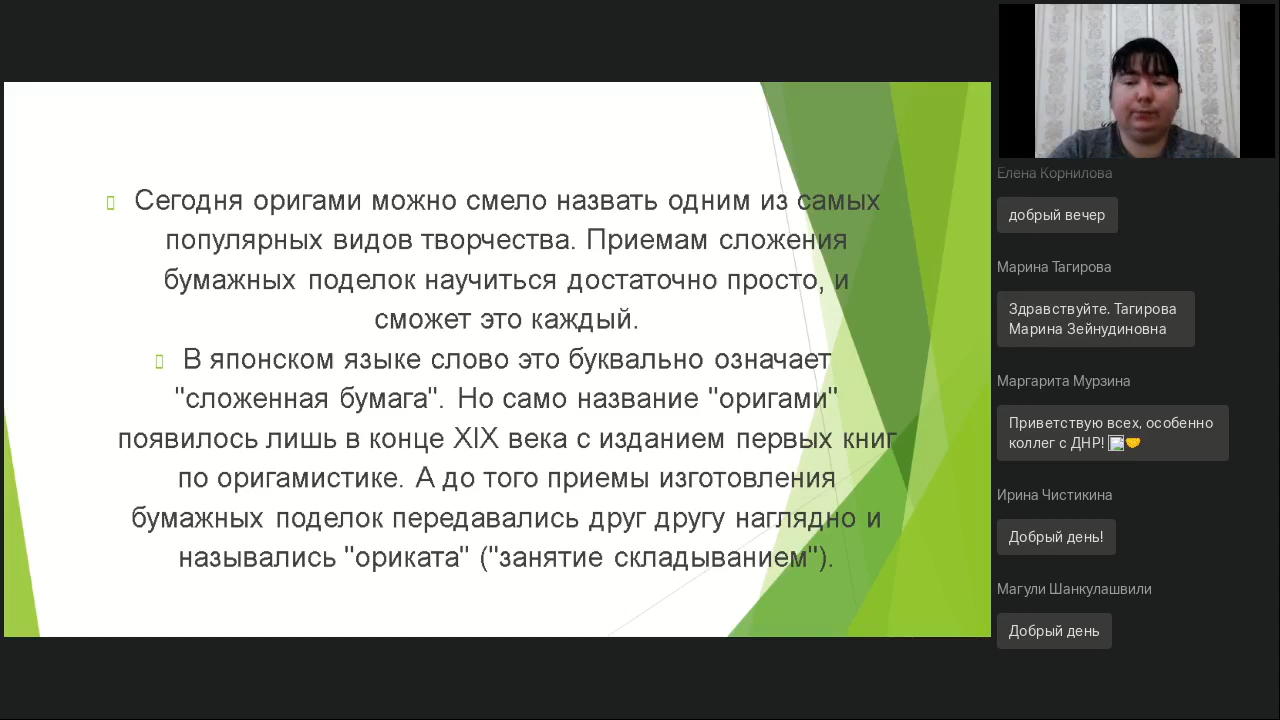 Сегодня оригами можно смело назвать одним из самых
популярных видов творчества. Приемам сложения
бумажных поделок научиться достаточно просто, и
сможет это каждый.
В японском языке слово это буквально означает
"сложенная бумага". Но само название "оригами"
появилось лишь в конце XIX века с изданием первых книг
по оригамистике. А до того приемы изготовления
бумажных поделок передавались друг другу наглядно и
назывались "ориката" ("занятие складыванием").
Елена Корнилова
добрый вечер
Марина Тагирова
Здравствуйте. Тагирова
Марина Зейнудиновна
Маргарита Мурзина
Приветствую всех, особенно
коллег с ДНР! 🤝
Ирина Чистикина
Добрый день!
Магули Шанкулашвили
Добрый день